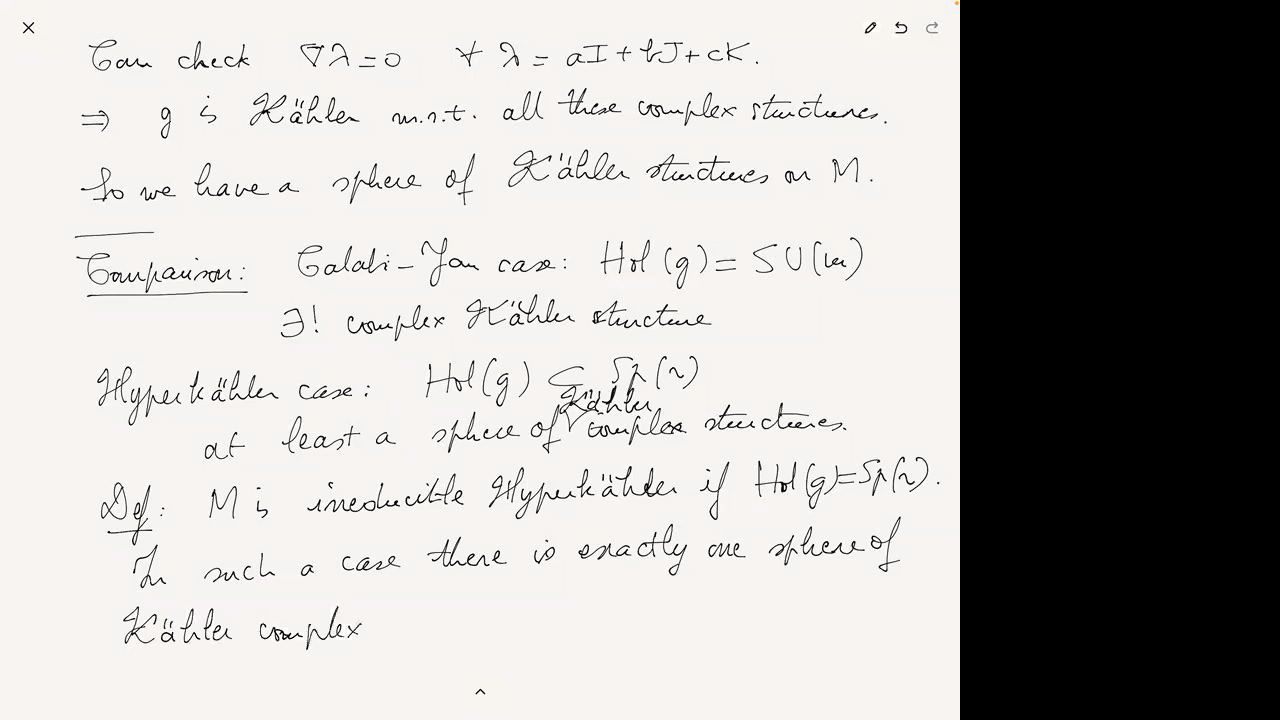 Can check ∇λ=0 ∀ λ = aI + bJ + cK.
⇒ g is Kähler w.r.t. all these complex structures.
So we have a sphere of Kähler structures on M.
Comparison: Calabi-Yau case: Hol(g) = SU(m)
∃! complex Kähler structure
Hyperkähler case: Hol(g) ⊆ Sp(n)
at least a sphere of Kähler complex structures.
Def: M is irreducible Hyperkähler if Hol(g)=Sp(n).
In such a case there is exactly one sphere of
Kähler complex